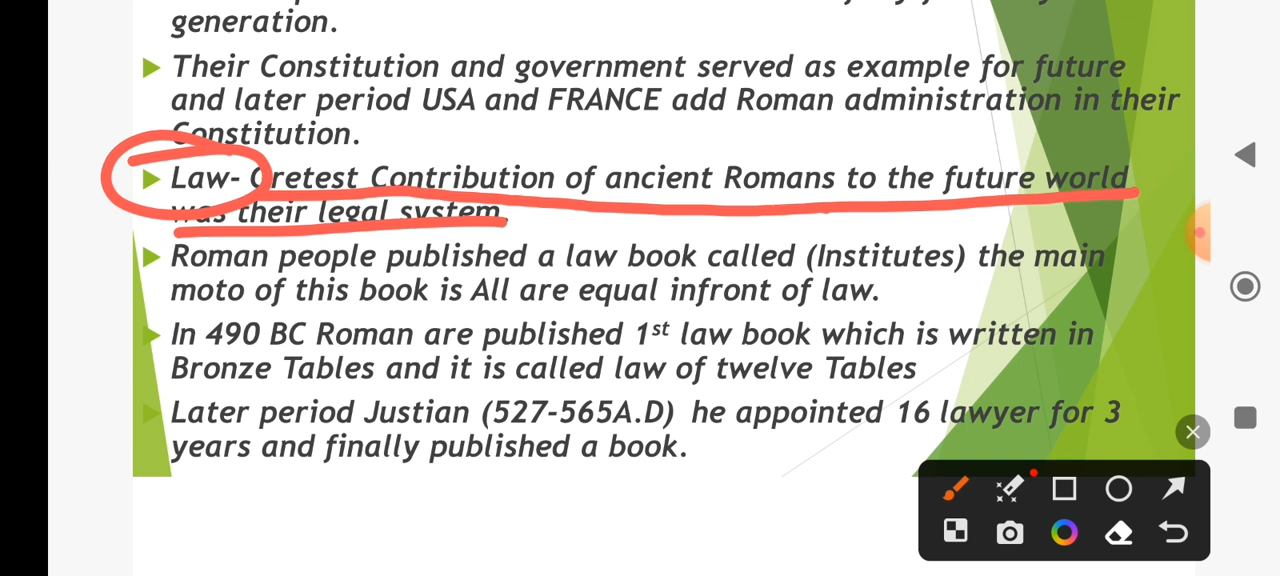 generation.
Their Constitution and government served as example for future
and later period USA and FRANCE add Roman administration in their
Constitution.
Law- Gretest Contribution of ancient Romans to the future world
was their legal system.
Roman people published a law book called (Institutes) the main
moto of this book is All are equal infront of law.
In 490 BC Roman are published 1st law book which is written in
Bronze Tables and it is called law of twelve Tables
Later period Justian (527-565A.D) he appointed 16 lawyer for 3
years and finally published a book.